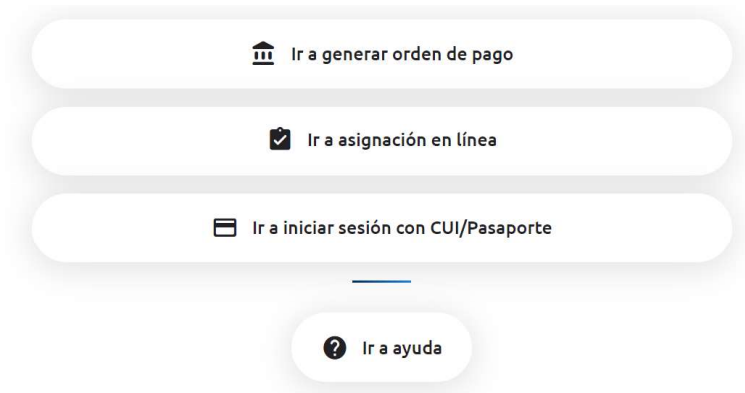 Ir a generar orden de pago
Ir a asignación en línea
Ir a iniciar sesión con CUI/Pasaporte
Ir a ayuda